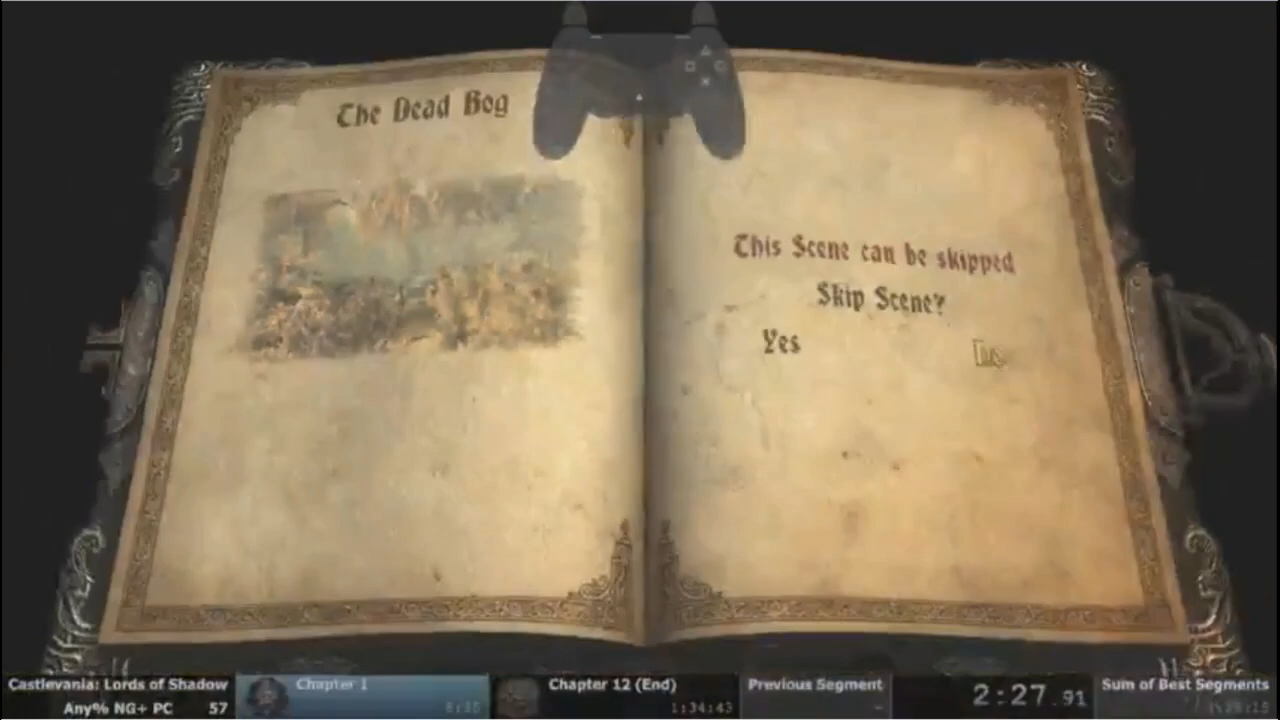 The Dead Bog
This Scene can be skipped
Skip Scene?
Yes
Castlevania: Lords of Shadow
Any% NG+ PC 57
Chapter 1
Chapter 12 (End)
1:34:43
Previous Segment
-
2:27.91
Sum of Best Segments